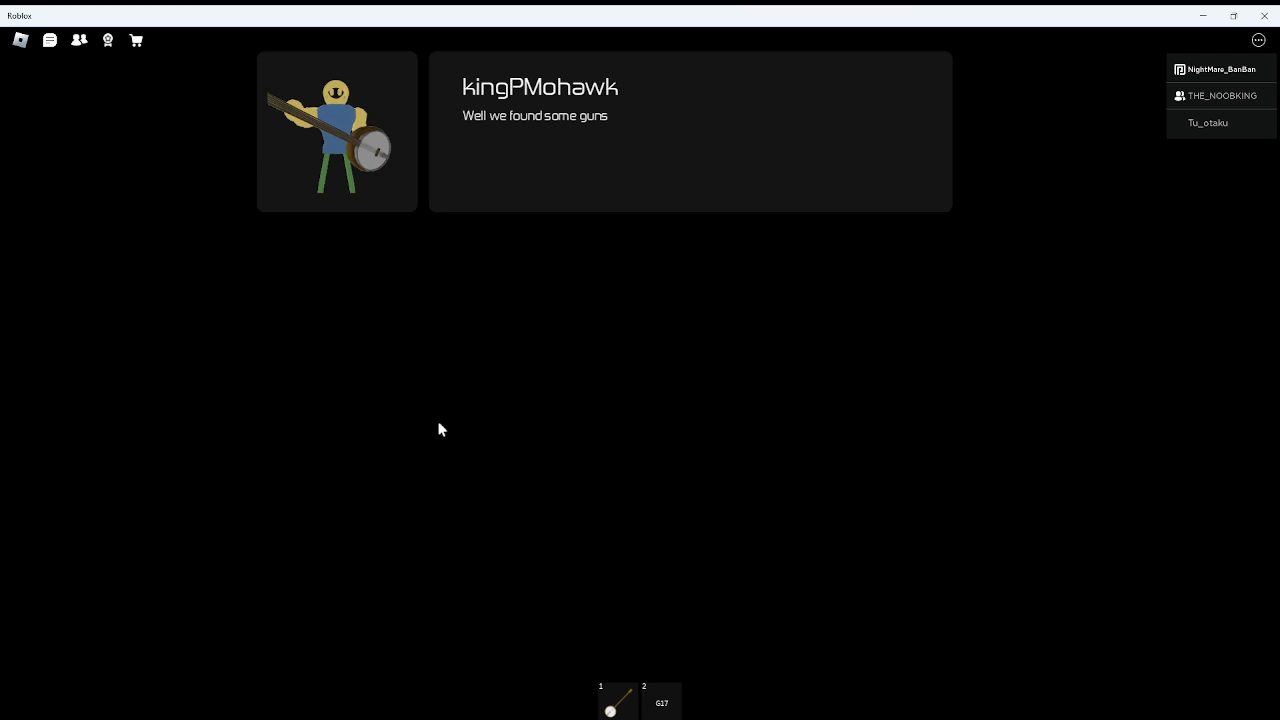 Roblox
kingPMohawk
Well we found some guns
NightMare_BanBan
THE_NOOBKING
Tu_otaku
1
2
G17